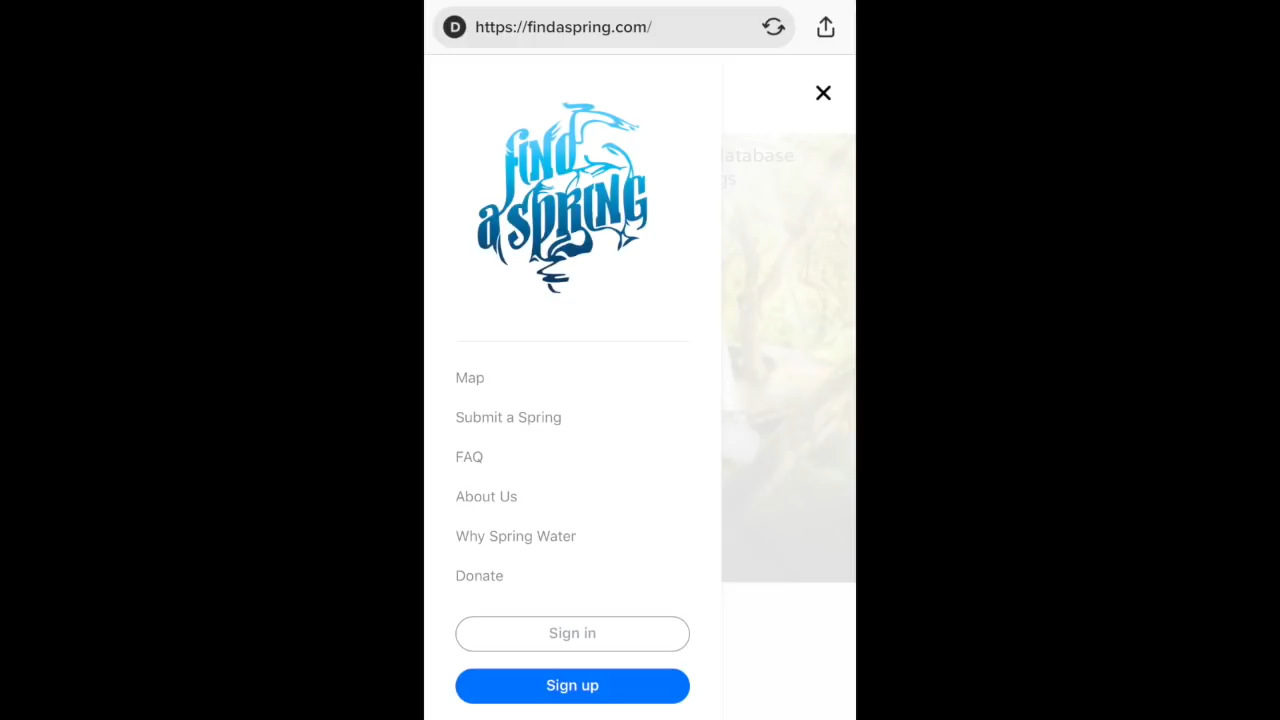 D https://findaspring.com/
find
a spring
database
Map
Submit a Spring
FAQ
About Us
Why Spring Water
Donate
Sign in
Sign up